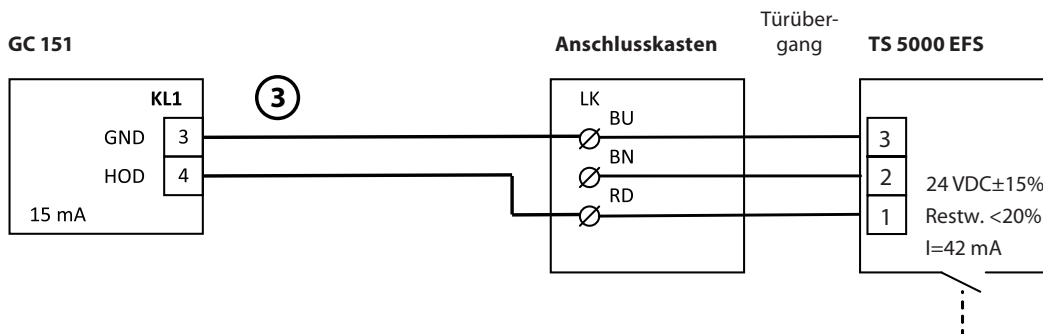 GC 151
Anschlusskasten
Türüber-
gang
TS 5000 EFS
KL1
3
LK
GND 3
HOD 4
15 mA
BU
BN
RD
3
2
1
24 VDC±15%
Restw. <20%
I=42 mA